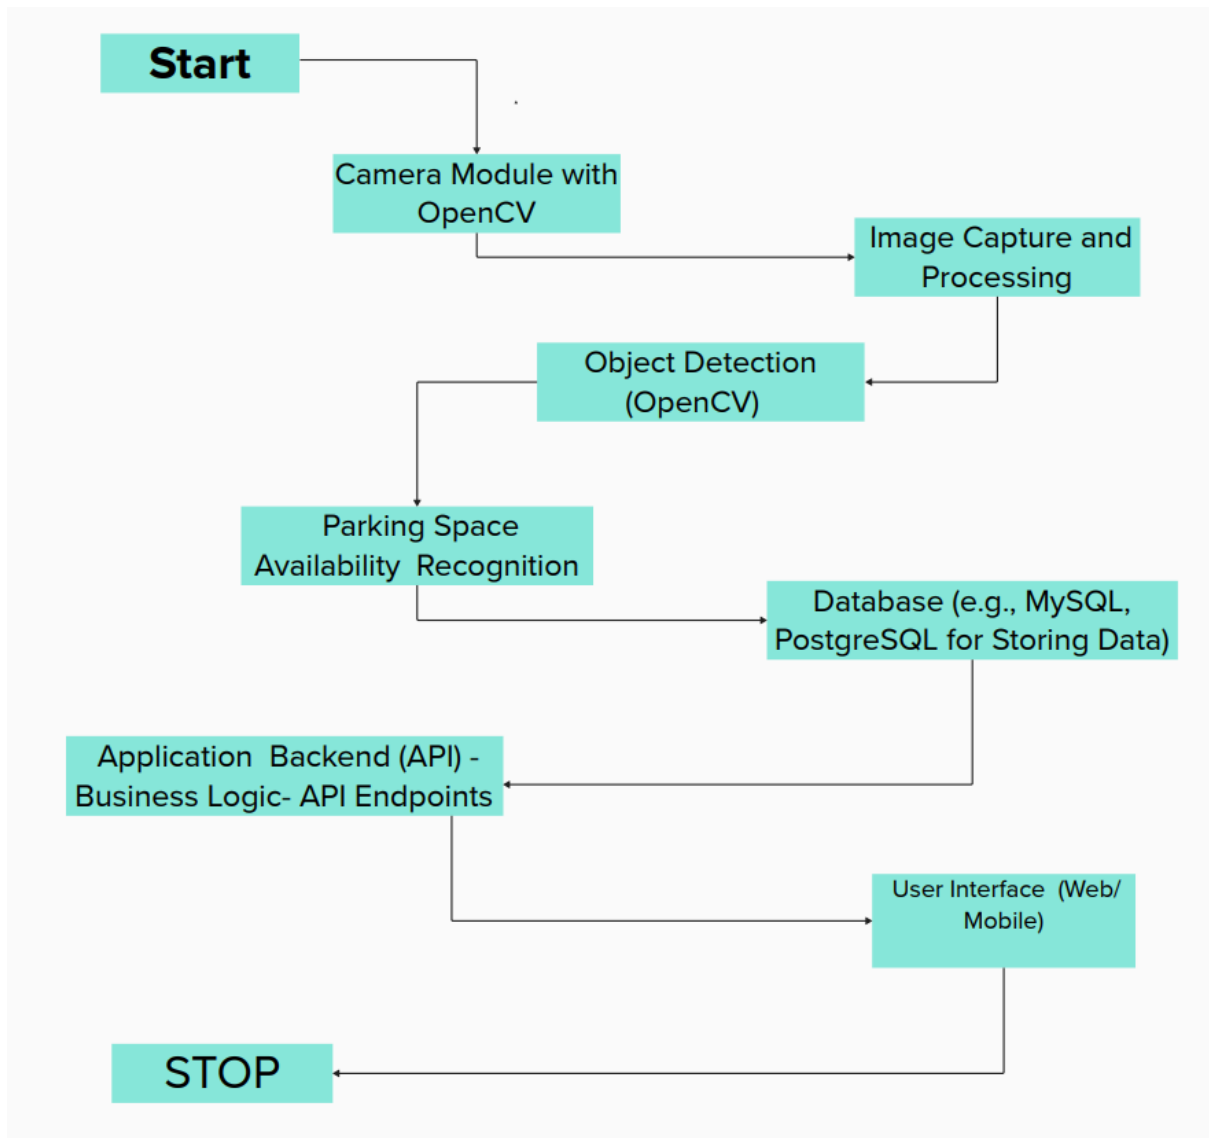 Start
Camera Module with
OpenCV
Image Capture and
Processing
Object Detection
(OpenCV)
Parking Space
Availability  Recognition
Database (e.g., MySQL,
PostgreSQL for Storing Data)
Application  Backend (API) -
Business Logic- API Endpoints
User Interface  (Web/
Mobile)
STOP